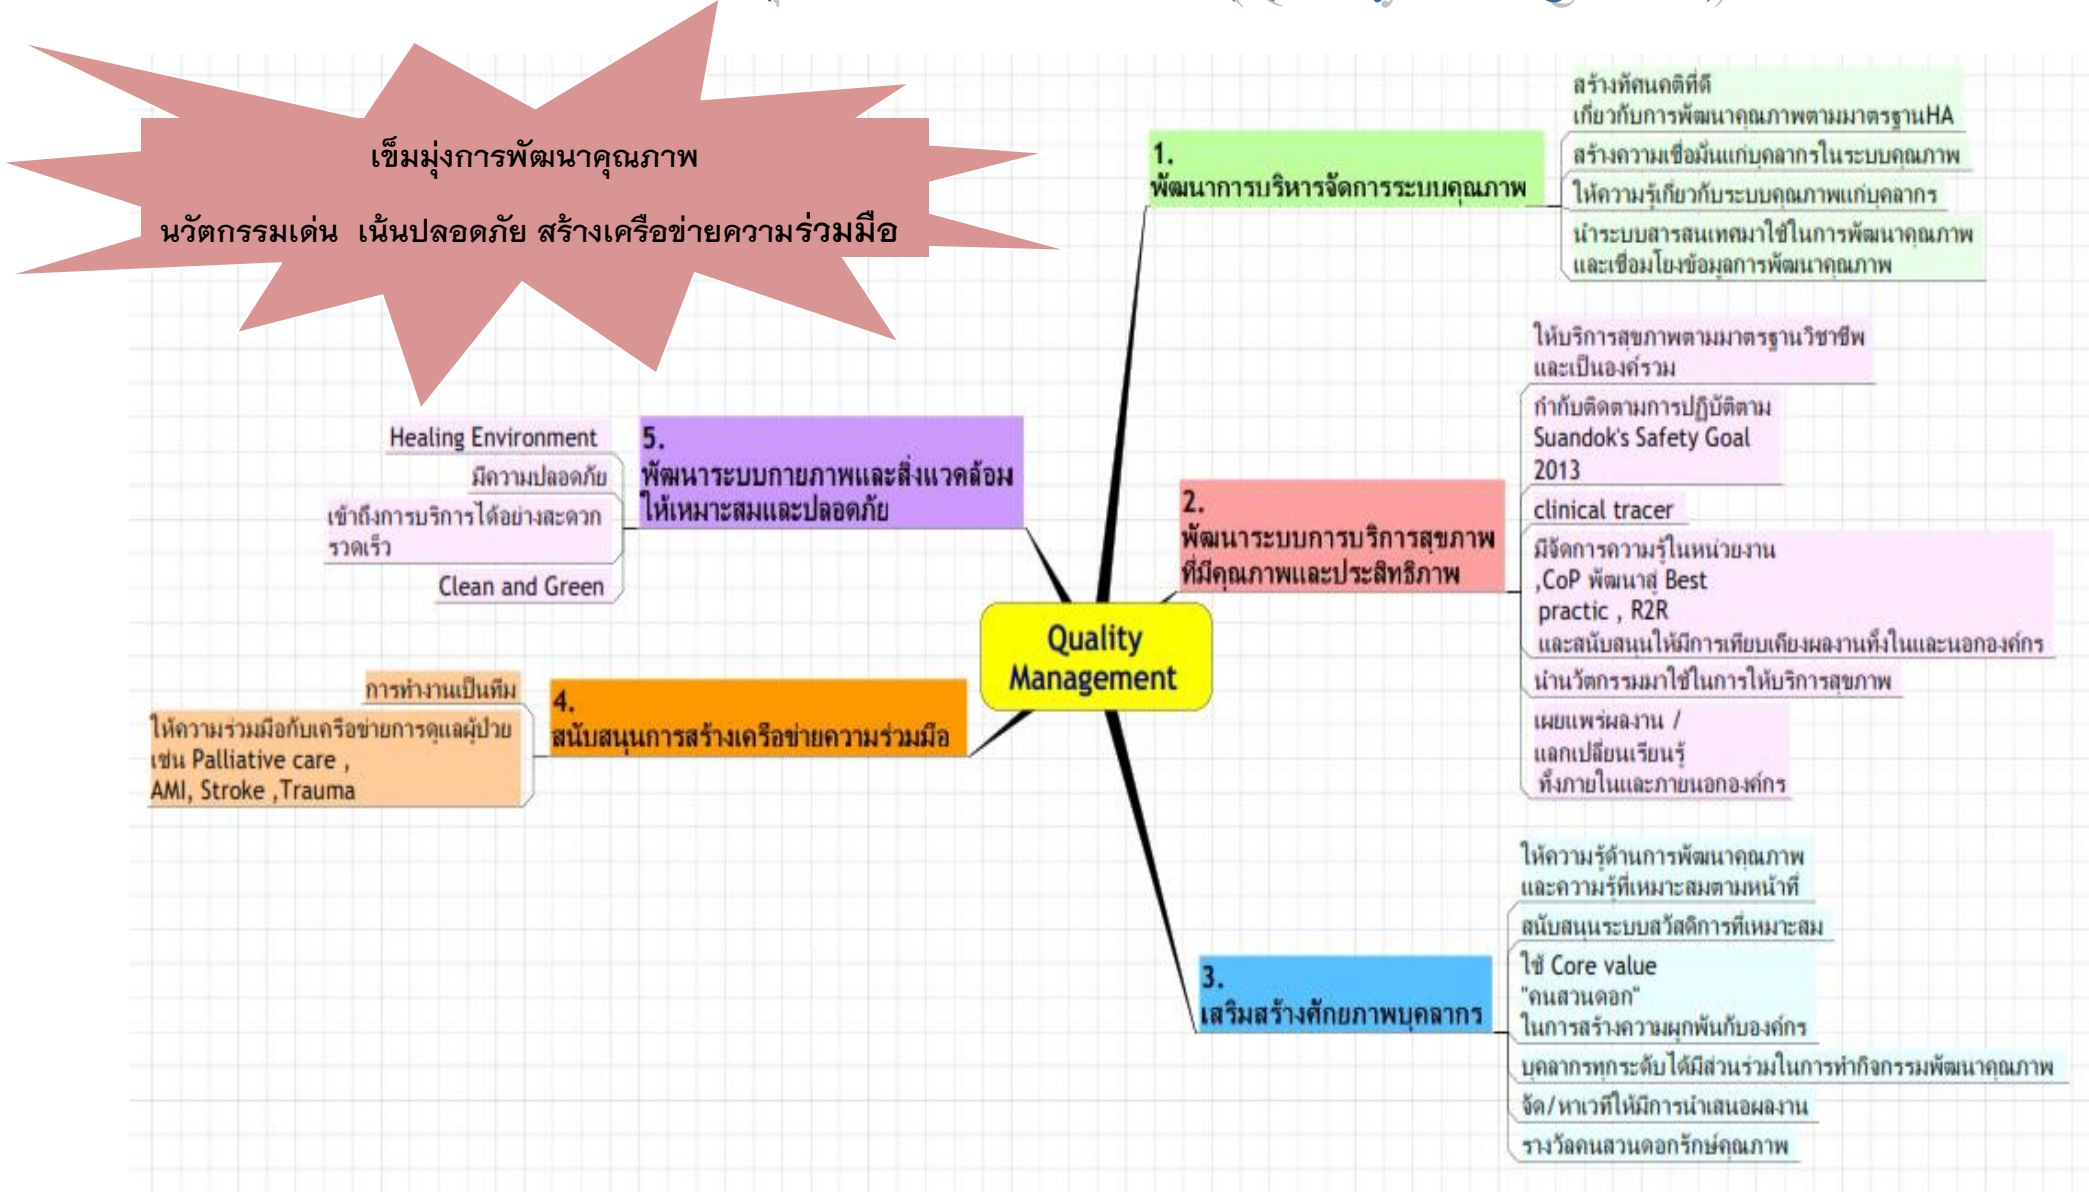 เข็มมุ่งการพัฒนาคุณภาพ
นวัตกรรมเด่น เน้นปลอดภัย สร้างเครือข่ายความร่วมมือ
Quality
Management
1.
พัฒนาการบริหารจัดการระบบคุณภาพ
สร้างทัศนคติที่ดี
เกี่ยวกับการพัฒนาคุณภาพตามมาตรฐานHA
สร้างความเชื่อมั่นแก่บุคลากรในระบบคุณภาพ
ให้ความรู้เกี่ยวกับระบบคุณภาพแก่บุคลากร
นำระบบสารสนเทศมาใช้ในการพัฒนาคุณภาพ
และเชื่อมโยงข้อมูลการพัฒนาคุณภาพ
2.
พัฒนาระบบการบริการสุขภาพ
ที่มีคุณภาพและประสิทธิภาพ
ให้บริการสุขภาพตามมาตรฐานวิชาชีพ
และเป็นองค์รวม
กำกับติดตามการปฏิบัติตาม
Suandok's Safety Goal
2013
clinical tracer
มีจัดการความรู้ในหน่วยงาน
,CoP พัฒนาสู่ Best
practic , R2R
และสนับสนุนให้มีการเทียบเคียงผลงานทั้งในและนอกองค์กร
นำนวัตกรรมมาใช้ในการให้บริการสุขภาพ
เผยแพร่ผลงาน /
แลกเปลี่ยนเรียนรู้
ทั้งภายในและภายนอกองค์กร
3.
เสริมสร้างศักยภาพบุคลากร
ให้ความรู้ด้านการพัฒนาคุณภาพ
และความรู้ที่เหมาะสมตามหน้าที่
สนับสนุนระบบสวัสดิการที่เหมาะสม
ใช้ Core value
"คนสวนดอก"
ในการสร้างความผูกพันกับองค์กร
บุคลากรทุกระดับได้มีส่วนร่วมในการทำกิจกรรมพัฒนาคุณภาพ
จัด/หาเวทีให้มีการนำเสนอผลงาน
รางวัลคนสวนดอกรักษ์คุณภาพ
4.
สนับสนุนการสร้างเครือข่ายความร่วมมือ
การทำงานเป็นทีม
ให้ความร่วมมือกับเครือข่ายการดูแลผู้ป่วย
เช่น Palliative care ,
AMI, Stroke ,Trauma
5.
พัฒนาระบบกายภาพและสิ่งแวดล้อม
ให้เหมาะสมและปลอดภัย
Healing Environment
มีความปลอดภัย
เข้าถึงการบริการได้อย่างสะดวก
รวดเร็ว
Clean and Green